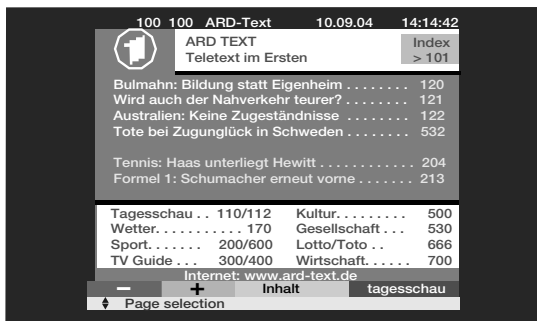 100 100 ARD-Text 10.09.04 14:14:42
1
ARD TEXT Index
Teletext im Ersten > 101
Bulmahn: Bildung statt Eigenheim . . . . . . . . 120
Wird auch der Nahverkehr teurer? . . . . . . . . 121
Australien: Keine Zugeständnisse . . . . . . . . 122
Tote bei Zugunglück in Schweden . . . . . . . . 532
Tennis: Haas unterliegt Hewitt . . . . . . . . . . . . 204
Formel 1: Schumacher erneut vorne . . . . . . . 213
Tagesschau . . 110/112 Kultur. . . . . . . . . 500
Wetter. . . . . . . . . . . 170 Gesellschaft . . . 530
Sport. . . . . . . 200/600 Lotto/Toto . . 666
TV Guide . . . 300/400 Wirtschaft. . . . . . 700
Internet: www.ard-text.de
− + Inhalt tagesschau
Page selection